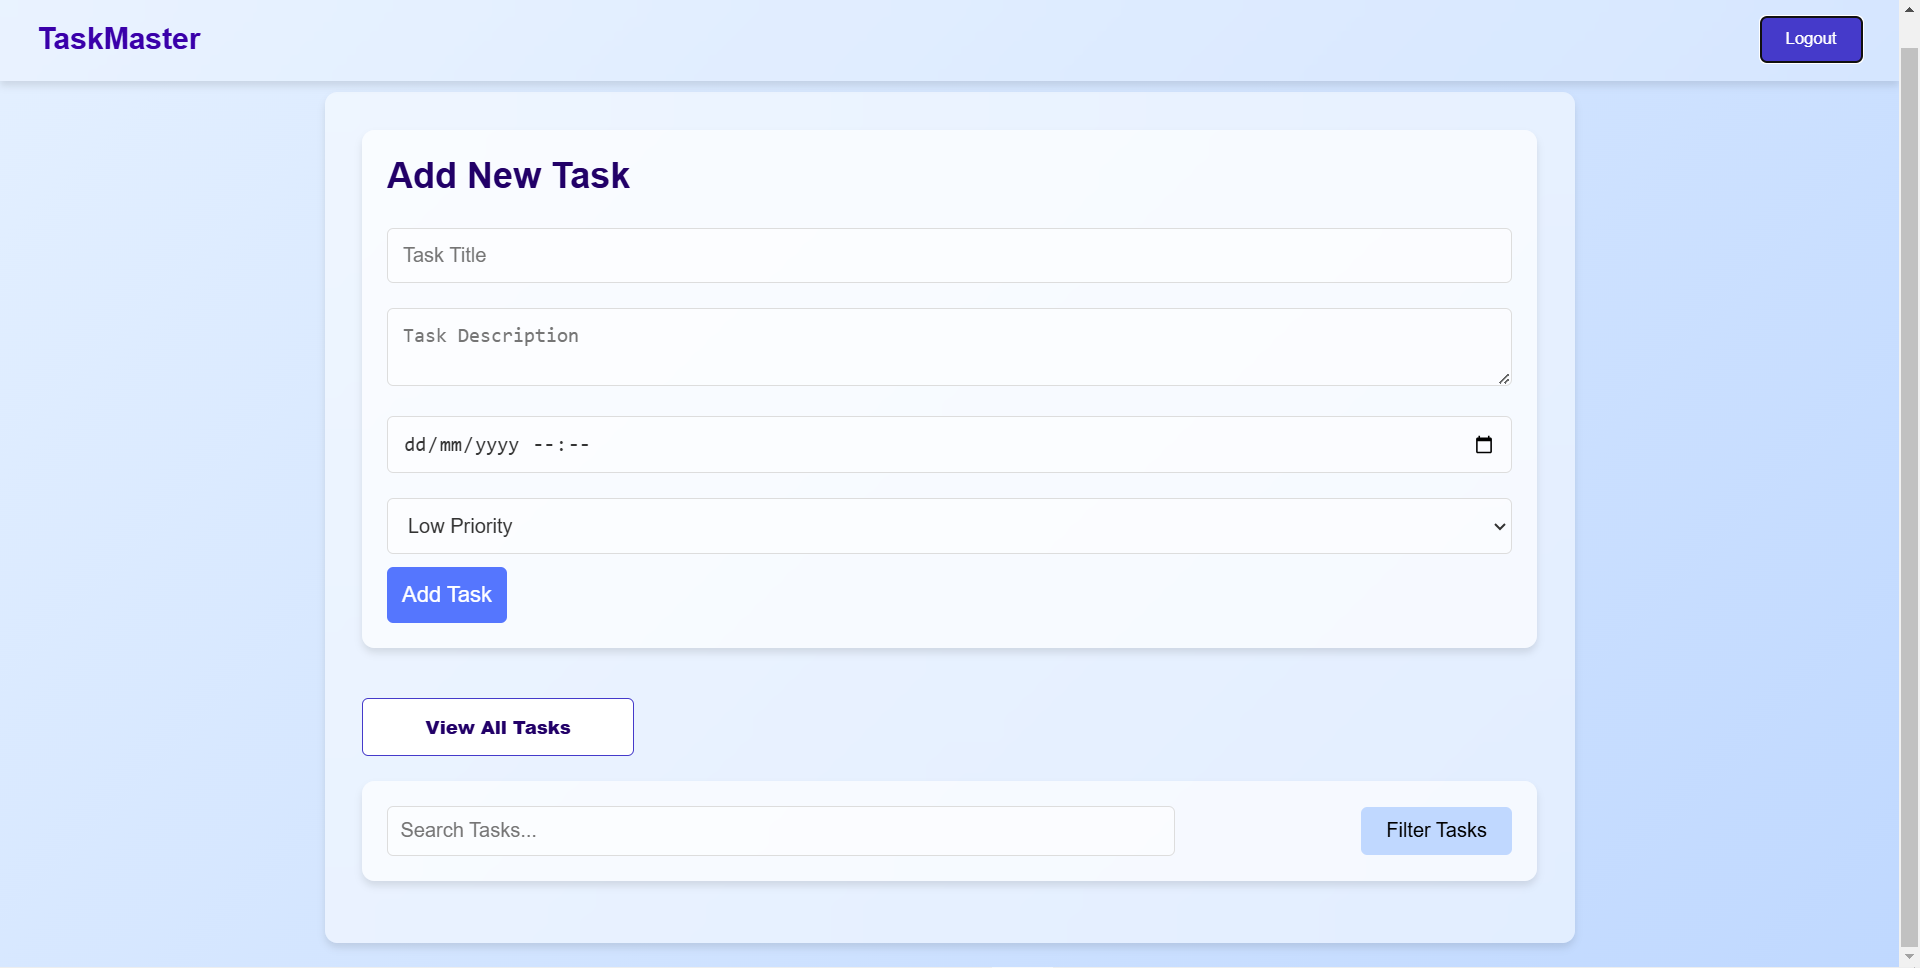 TaskMaster
Logout
Add New Task
Task Title
Task Description
dd/mm/yyyy --:--
Low Priority
Add Task
View All Tasks
Search Tasks...
Filter Tasks